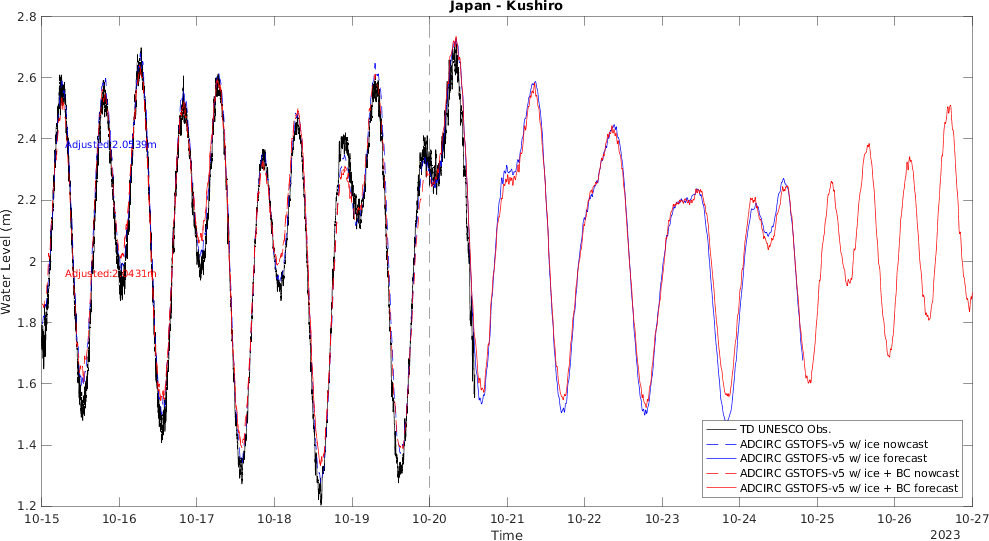 Japan - Kushiro
2.8
2.6
2.4
2.2
2
1.8
1.6
1.4
1.2
Water Level (m)
Adjusted:2.0539m
Adjusted:2.0431m
TD UNESCO Obs.
ADCIRC GSTOFS-v5 w/ ice nowcast
ADCIRC GSTOFS-v5 w/ ice forecast
ADCIRC GSTOFS-v5 w/ ice + BC nowcast
ADCIRC GSTOFS-v5 w/ ice + BC forecast
10-15 10-16 10-17 10-18 10-19 10-20 10-21 10-22 10-23 10-24 10-25 10-26 10-27
Time
2023